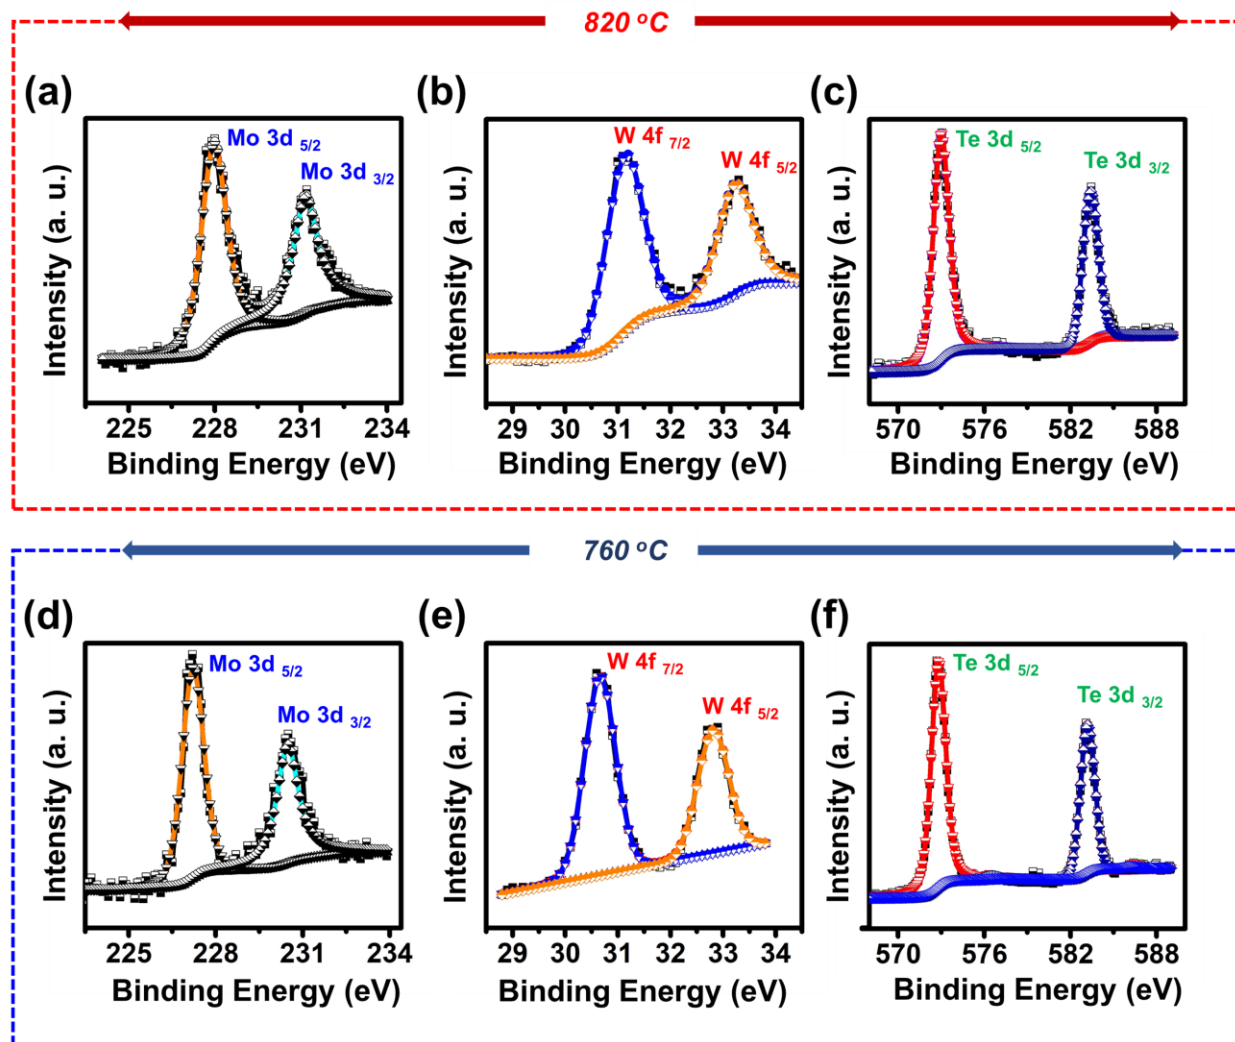 820 °C
(a)
(b)
(c)
Mo 3d 5/2
Mo 3d 3/2
W 4f 7/2
W 4f 5/2
Te 3d 5/2
Te 3d 3/2
Intensity (a. u.)
Intensity (a. u.)
Intensity (a. u.)
225 228 231 234
29 30 31 32 33 34
570 576 582 588
Binding Energy (eV)
Binding Energy (eV)
Binding Energy (eV)
760 °C
(d)
(e)
(f)
Mo 3d 5/2
Mo 3d 3/2
W 4f 7/2
W 4f 5/2
Te 3d 5/2
Te 3d 3/2
Intensity (a. u.)
Intensity (a. u.)
Intensity (a. u.)
225 228 231 234
29 30 31 32 33 34
570 576 582 588
Binding Energy (eV)
Binding Energy (eV)
Binding Energy (eV)